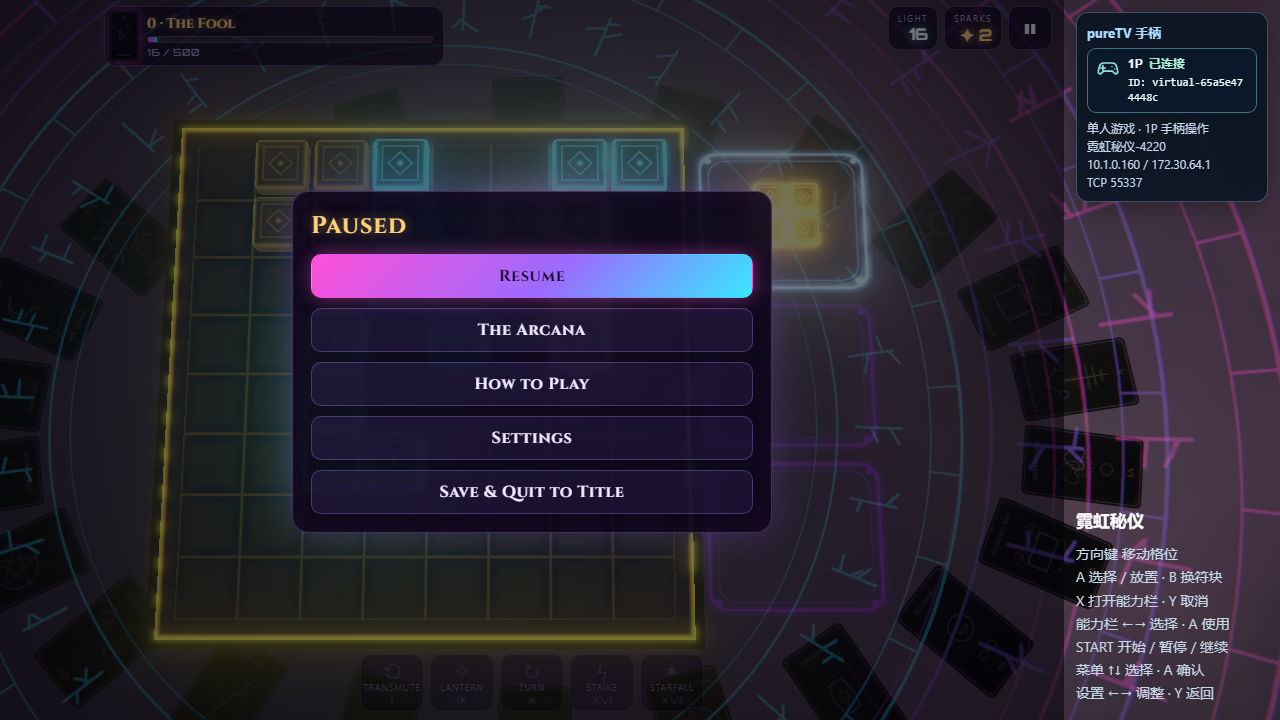 0 · The Fool
16 / 500
LIGHT
16
SPARKS
✦ 2
Paused
Resume
The Arcana
How to Play
Settings
Save & Quit to Title
TRANSMUTE
I
LANTERN
IX
TURN
X
STRIKE
XVI
STARFALL
XVII
pureTV 手柄
1P 已连接
ID: virtual-65a5e47
4448c
单人游戏 · 1P 手柄操作
霓虹秘仪-4220
10.1.0.160 / 172.30.64.1
TCP 55337
霓虹秘仪
方向键 移动格位
A 选择 / 放置 · B 换符块
X 打开能力栏 · Y 取消
能力栏 ←→ 选择 · A 使用
START 开始 / 暂停 / 继续
菜单 ↑↓ 选择 · A 确认
设置 ←→ 调整 · Y 返回